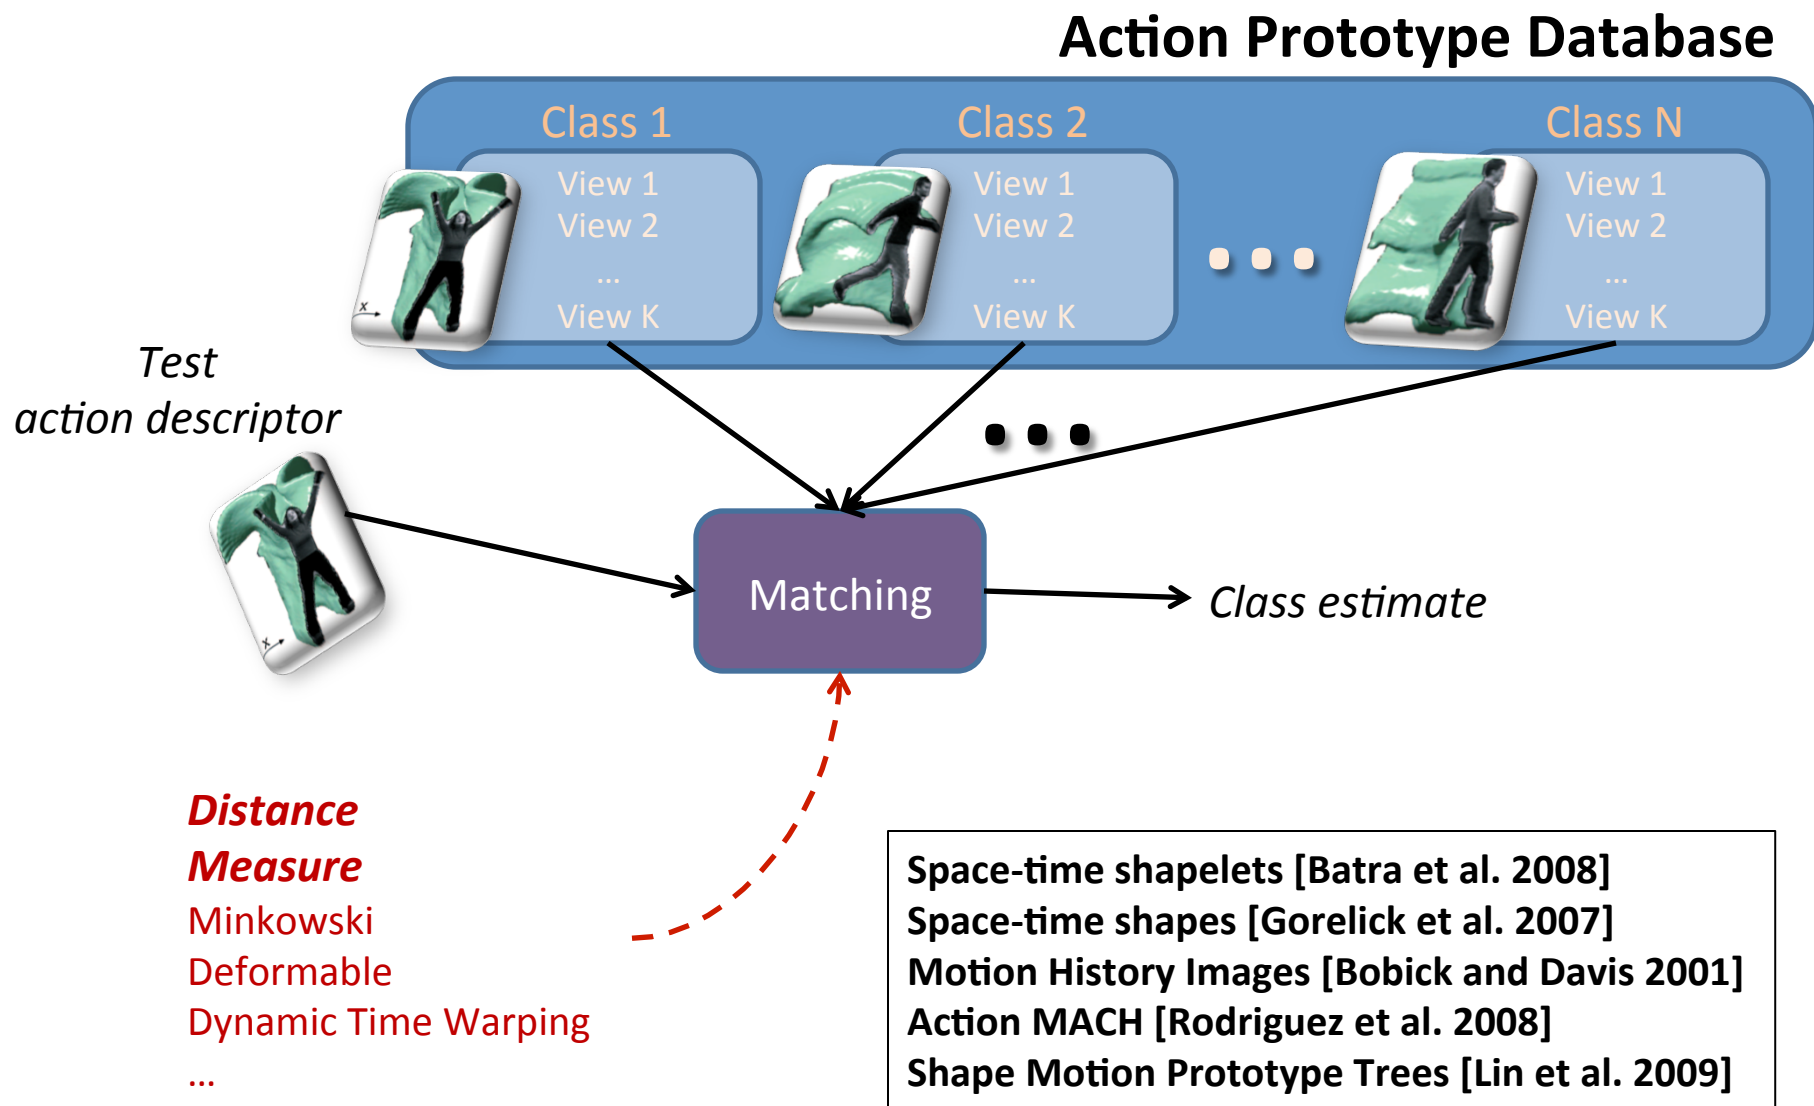 Action Prototype Database
Class 1
View 1
View 2
...
View K
Class 2
View 1
View 2
...
View K
Class N
View 1
View 2
...
View K
Test
action descriptor
x
x
Matching
Class estimate
Distance
Measure
Minkowski
Deformable
Dynamic Time Warping
...
Space-time shapelets [Batra et al. 2008]
Space-time shapes [Gorelick et al. 2007]
Motion History Images [Bobick and Davis 2001]
Action MACH [Rodriguez et al. 2008]
Shape Motion Prototype Trees [Lin et al. 2009]